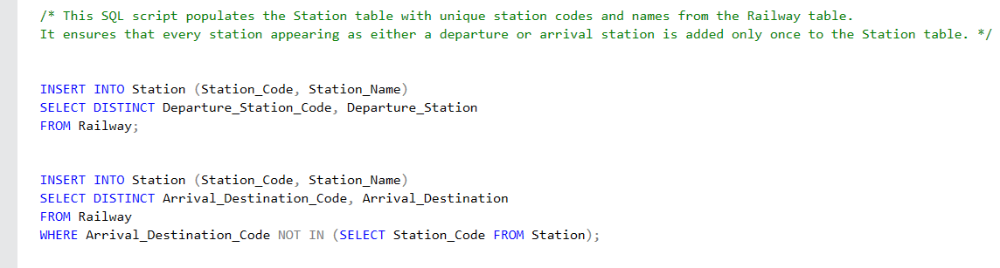 /* This SQL script populates the Station table with unique station codes and names from the Railway table.
It ensures that every station appearing as either a departure or arrival station is added only once to the Station table. */
INSERT INTO Station (Station_Code, Station_Name)
SELECT DISTINCT Departure_Station_Code, Departure_Station
FROM Railway;
INSERT INTO Station (Station_Code, Station_Name)
SELECT DISTINCT Arrival_Destination_Code, Arrival_Destination
FROM Railway
WHERE Arrival_Destination_Code NOT IN (SELECT Station_Code FROM Station);